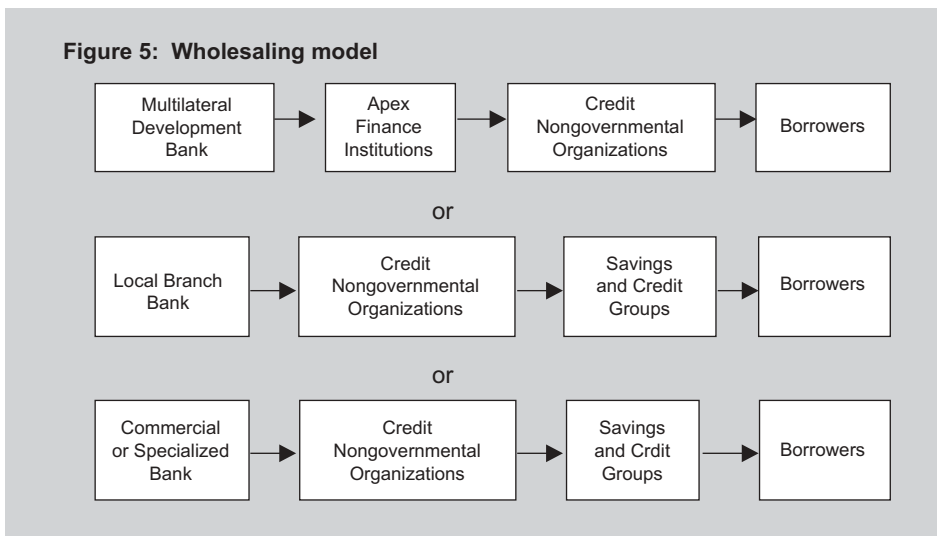 Figure 5: Wholesaling model
Multilateral
Development
Bank
Apex
Finance
Institutions
Credit
Nongovernmental
Organizations
Borrowers
or
Local Branch
Bank
Credit
Nongovernmental
Organizations
Savings
and Credit
Groups
Borrowers
or
Commercial
or Specialized
Bank
Credit
Nongovernmental
Organizations
Savings
and Crdit
Groups
Borrowers